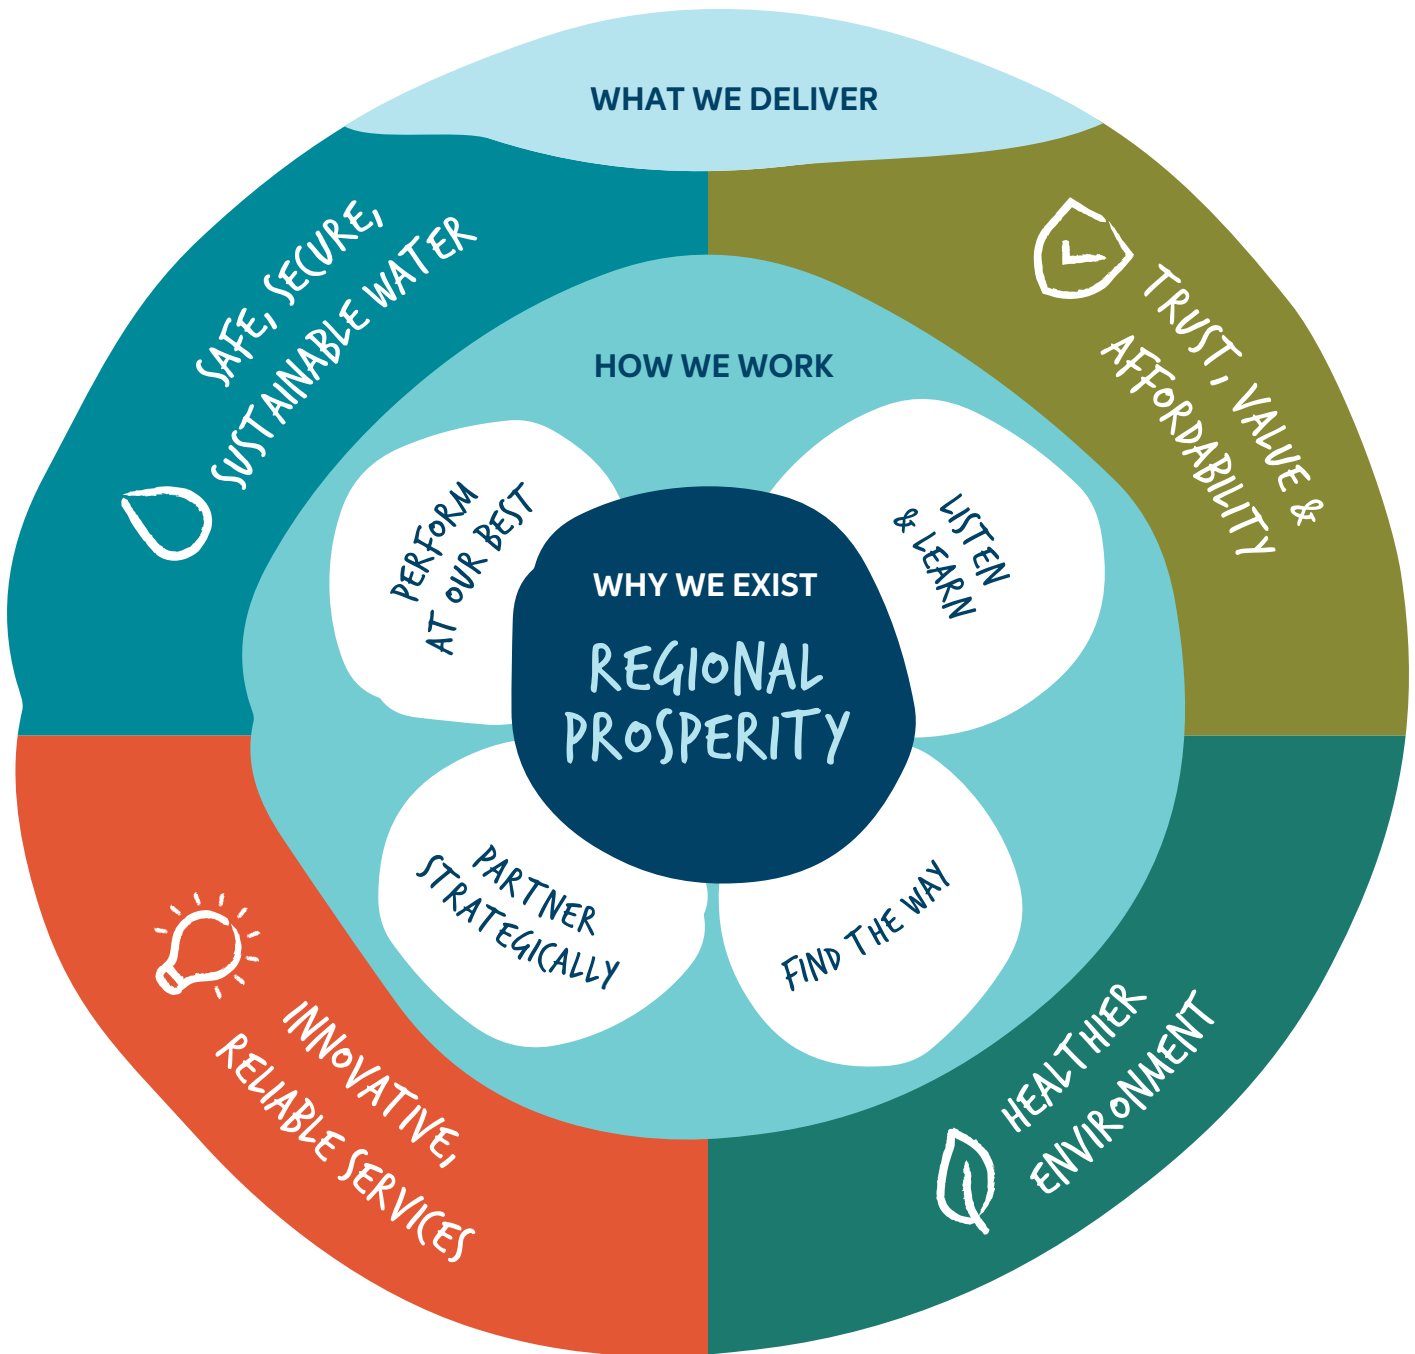 WHAT WE DELIVER
SAFE, SECURE,
SUSTAINABLE WATER
TRUST, VALUE &
AFFORDABILITY
HOW WE WORK
PERFORM
AT OUR BEST
LISTEN
& LEARN
WHY WE EXIST
REGIONAL
PROSPERITY
PARTNER
STRATEGICALLY
FIND THE WAY
INNOVATIVE,
RELIABLE SERVICES
HEALTHIER
ENVIRONMENT